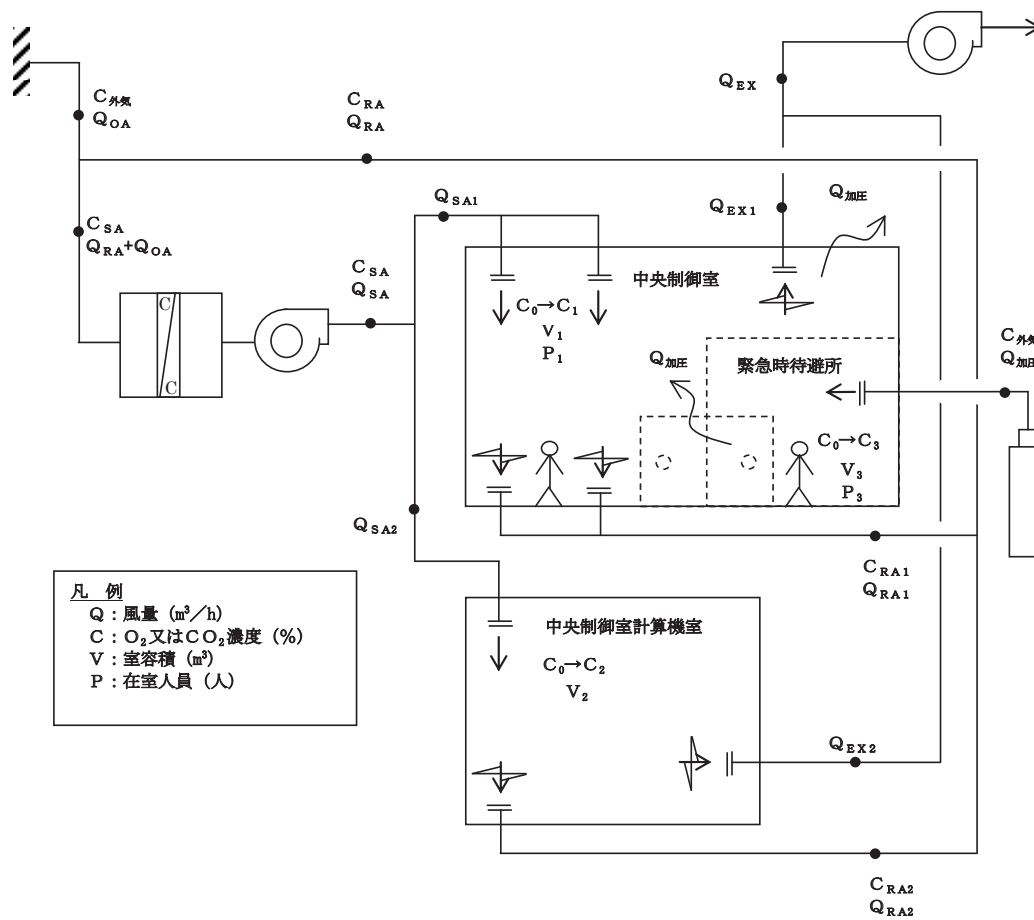 C外気
QOA
CRA
QRA
QEX
CSA
QRA+QOA
QSA1
QEX1
Q加圧
CSA
QSA
中央制御室
C0→C1
V1
P1
Q加圧
緊急時待避所
C外気
Q加圧
C
C
C0→C3
V3
P3
QSA2
CRA1
QRA1
凡 例
Q:風量(m³/h)
C:O2又はCO2濃度(%)
V:室容積(m³)
P:在室人員(人)
中央制御室計算機室
C0→C2
V2
QEX2
CRA2
QRA2